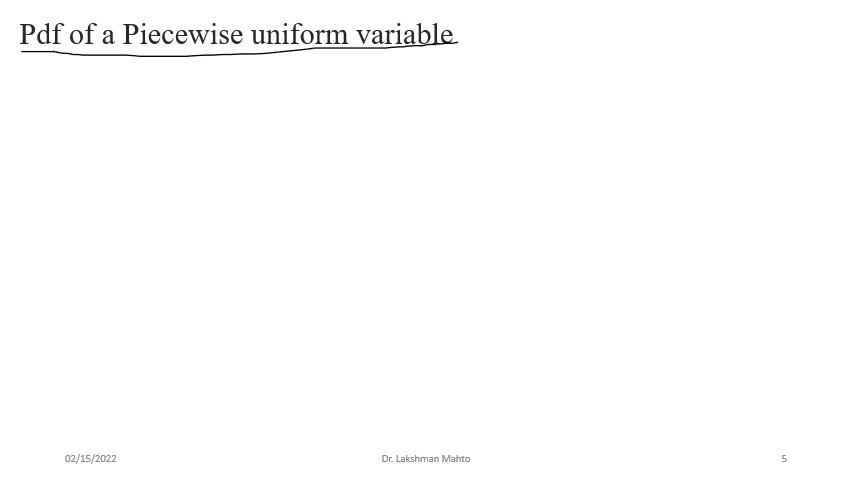 Pdf of a Piecewise uniform variable
02/15/2022
Dr. Lakshman Mahto
5